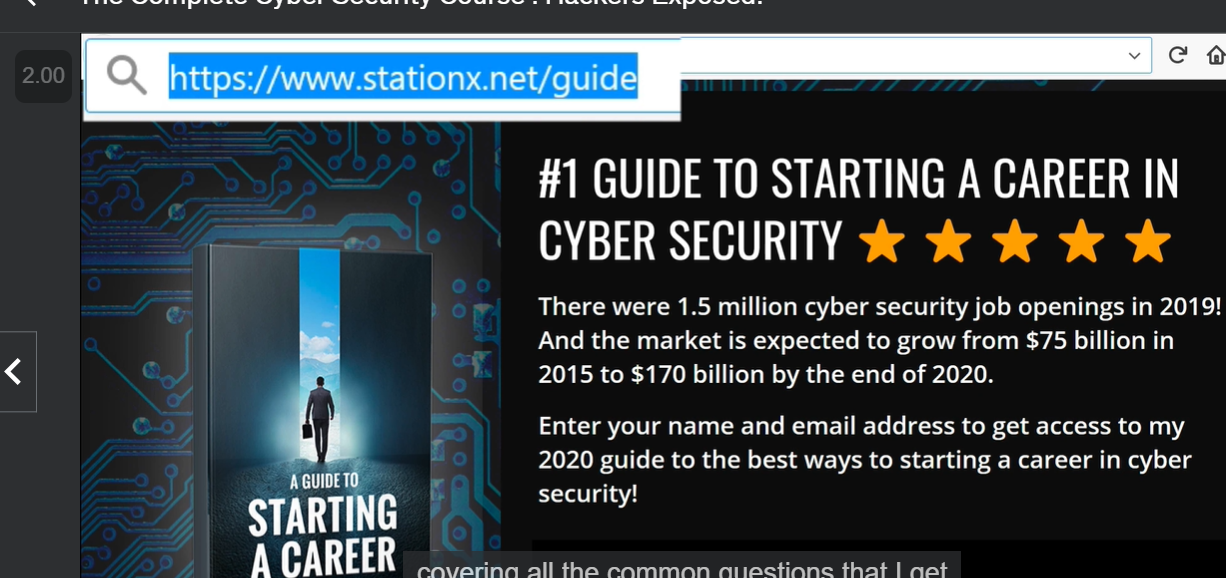 The Complete Cyber Security Course : Hackers Exposed!
2.00
https://www.stationx.net/guide
#1 GUIDE TO STARTING A CAREER IN
CYBER SECURITY
There were 1.5 million cyber security job openings in 2019!
And the market is expected to grow from $75 billion in
2015 to $170 billion by the end of 2020.
Enter your name and email address to get access to my
2020 guide to the best ways to starting a career in cyber
security!
A GUIDE TO
STARTING
A CAREER
covering all the common questions that I get